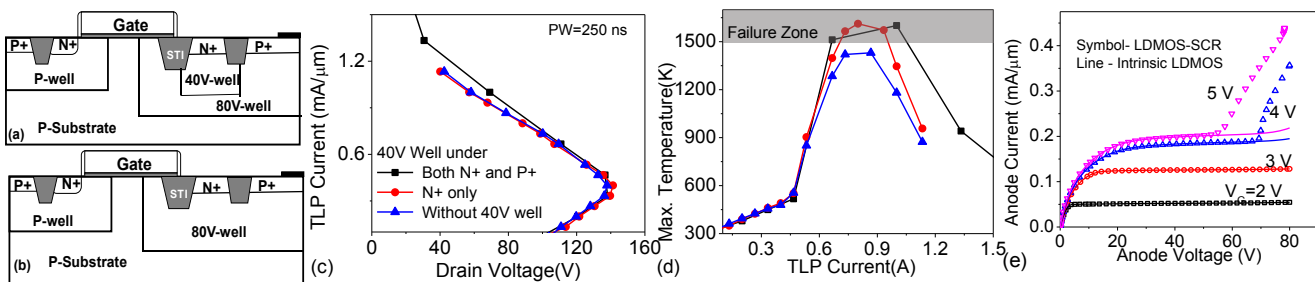 Gate
P+
N+
STI
N+
P+
P-well
40V-well
80V-well
(a)
P-Substrate
Gate
P+
N+
STI
N+
P+
P-well
80V-well
(b)
P-Substrate
(c)
TLP Current (mA/μm)
1.2
0.6
PW=250 ns
40V Well under
Both N+ and P+
N+ only
Without 40V well
0 40 80 120 160
Drain Voltage(V)
(d)
Max. Temperature(K)
1500
1200
900
600
300
Failure Zone
0.3 0.6 0.9 1.2 1.5
TLP Current(A)
(e)
Anode Current (mA/μm)
0.4
0.3
0.2
0.1
0.0
Symbol- LDMOS-SCR
Line - Intrinsic LDMOS
5 V
4 V
3 V
VG=2 V
0 20 40 60 80
Anode Voltage (V)